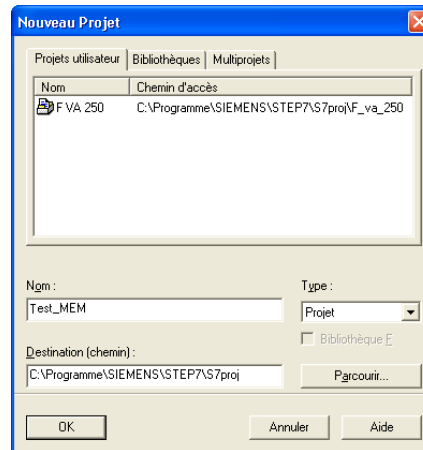 Nouveau Projet
Projets utilisateur Bibliothèques Multiprojets
Nom Chemin d'accès
F VA 250 C:\Programme\SIEMENS\STEP7\S7proj\F_va_250
Nom : Type :
Test_MEM Projet
Bibliothèque F
Destination (chemin) :
C:\Programme\SIEMENS\STEP7\S7proj Parcourir...
OK Annuler Aide